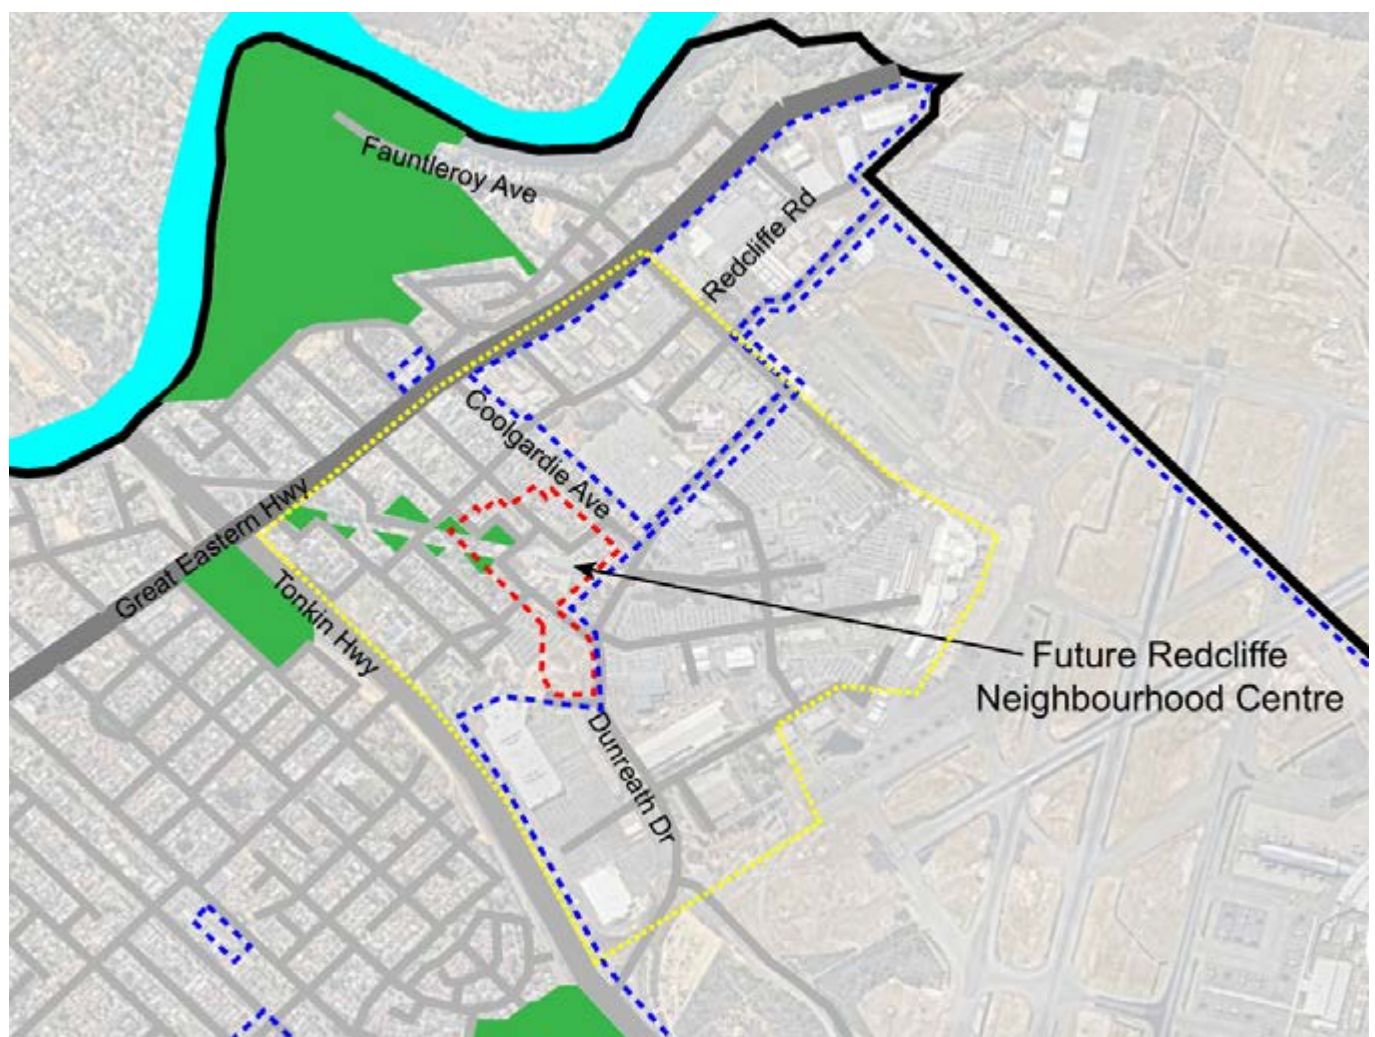 Fauntleroy Ave
Redcliffe Rd
Coolgardie Ave
Great Eastern Hwy
Tonkin Hwy
Future Redcliffe
Neighbourhood Centre
Dunreath Dr